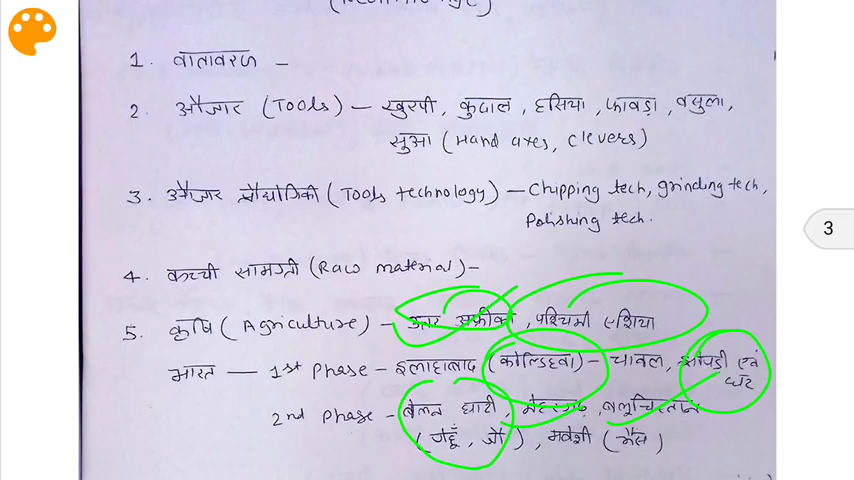 1. वातावरण -
2. औजार (Tools) - खुरपी, कुदाल, हसिया, फावड़ा, वसुला,
सुआ (Hand axes, clevers)
3. औजार प्रौद्योगिकी (Tools technology) - Chipping tech, grinding tech,
Polishing tech.
4. कच्ची सामग्री (Raw material) -
5. कृषि (Agriculture) - उत्तर अफ्रीका, पश्चिमी एशिया
भारत - 1st Phase - इलाहाबाद (कोल्डिहवा) - चावल, झोपड़ी एवं
घर
2nd Phase - बेलन घाटी, मेहरगढ़, बलुचिस्तान
(गेहूँ, जौ), मवेशी (भैंस)
3